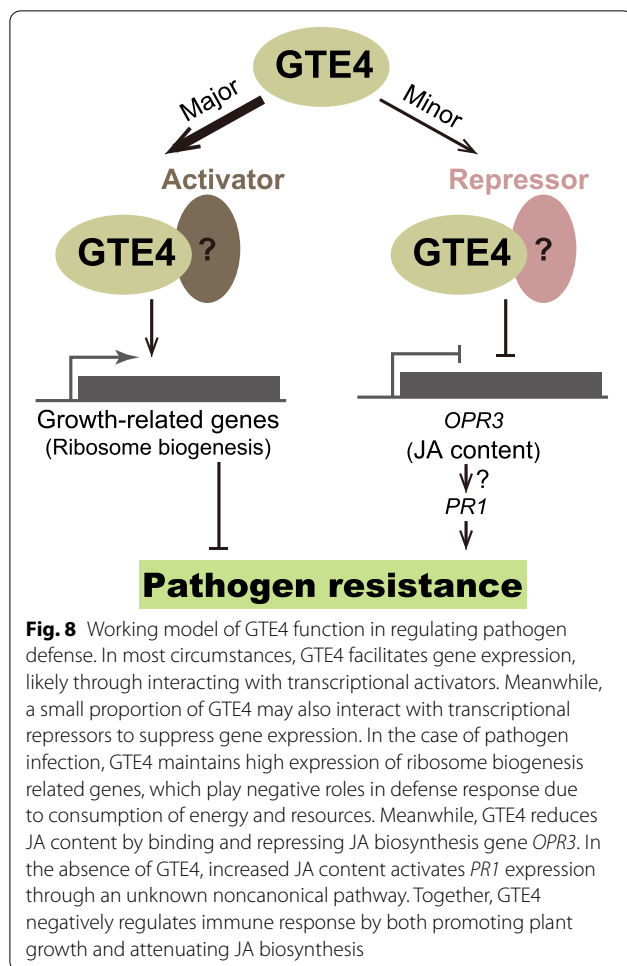 GTE4
Major
Minor
Activator
Repressor
GTE4 ?
GTE4 ?
Growth-related genes
(Ribosome biogenesis)
OPR3
(JA content)
?
PR1
Pathogen resistance
Fig. 8 Working model of GTE4 function in regulating pathogen
defense. In most circumstances, GTE4 facilitates gene expression,
likely through interacting with transcriptional activators. Meanwhile,
a small proportion of GTE4 may also interact with transcriptional
repressors to suppress gene expression. In the case of pathogen
infection, GTE4 maintains high expression of ribosome biogenesis
related genes, which play negative roles in defense response due
to consumption of energy and resources. Meanwhile, GTE4 reduces
JA content by binding and repressing JA biosynthesis gene OPR3. In
the absence of GTE4, increased JA content activates PR1 expression
through an unknown noncanonical pathway. Together, GTE4
negatively regulates immune response by both promoting plant
growth and attenuating JA biosynthesis